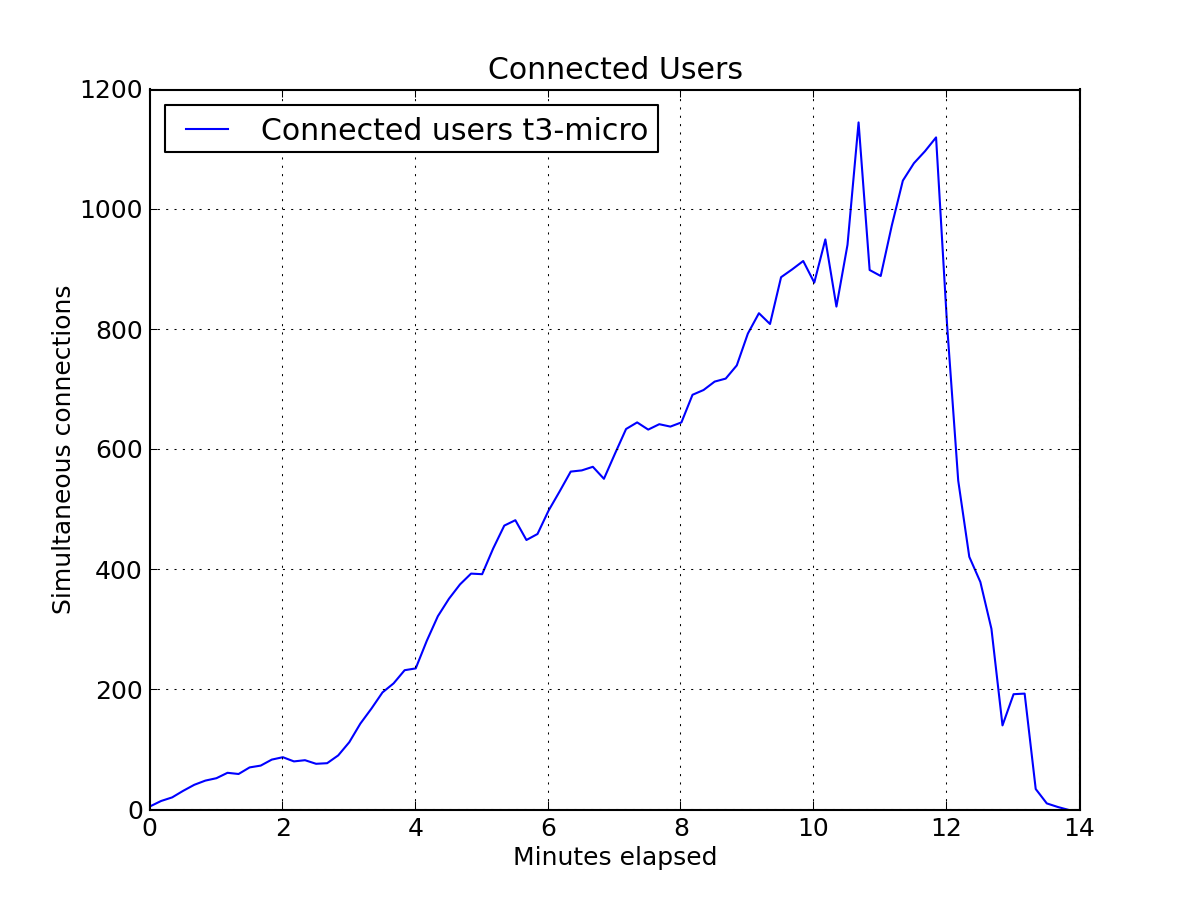 Connected Users
1200
Connected users t3-micro
1000
800
600
400
200
0
Simultaneous connections
0 2 4 6 8 10 12 14
Minutes elapsed